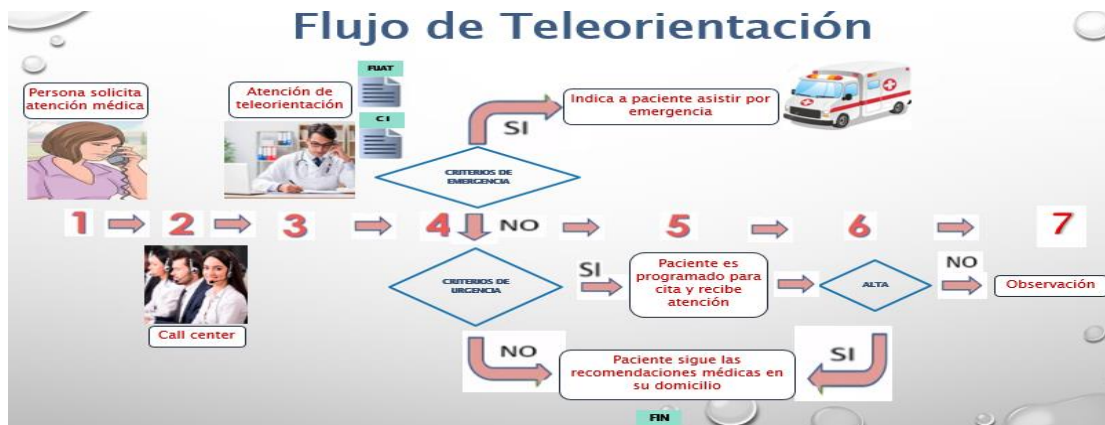 Flujo de Teleorientación
Persona solicita
atención médica
Atención de
teleorientación
FUAT
CI
Indica a paciente asistir por
emergencia
SI
CRITERIOS DE
EMERGENCIA
1
2
3
4
NO
5
6
7
CRITERIOS DE
URGENCIA
SI
Paciente es
programado para
cita y recibe
atención
ALTA
NO
Observación
Call center
NO
Paciente sigue las
recomendaciones médicas en
su domicilio
SI
FIN